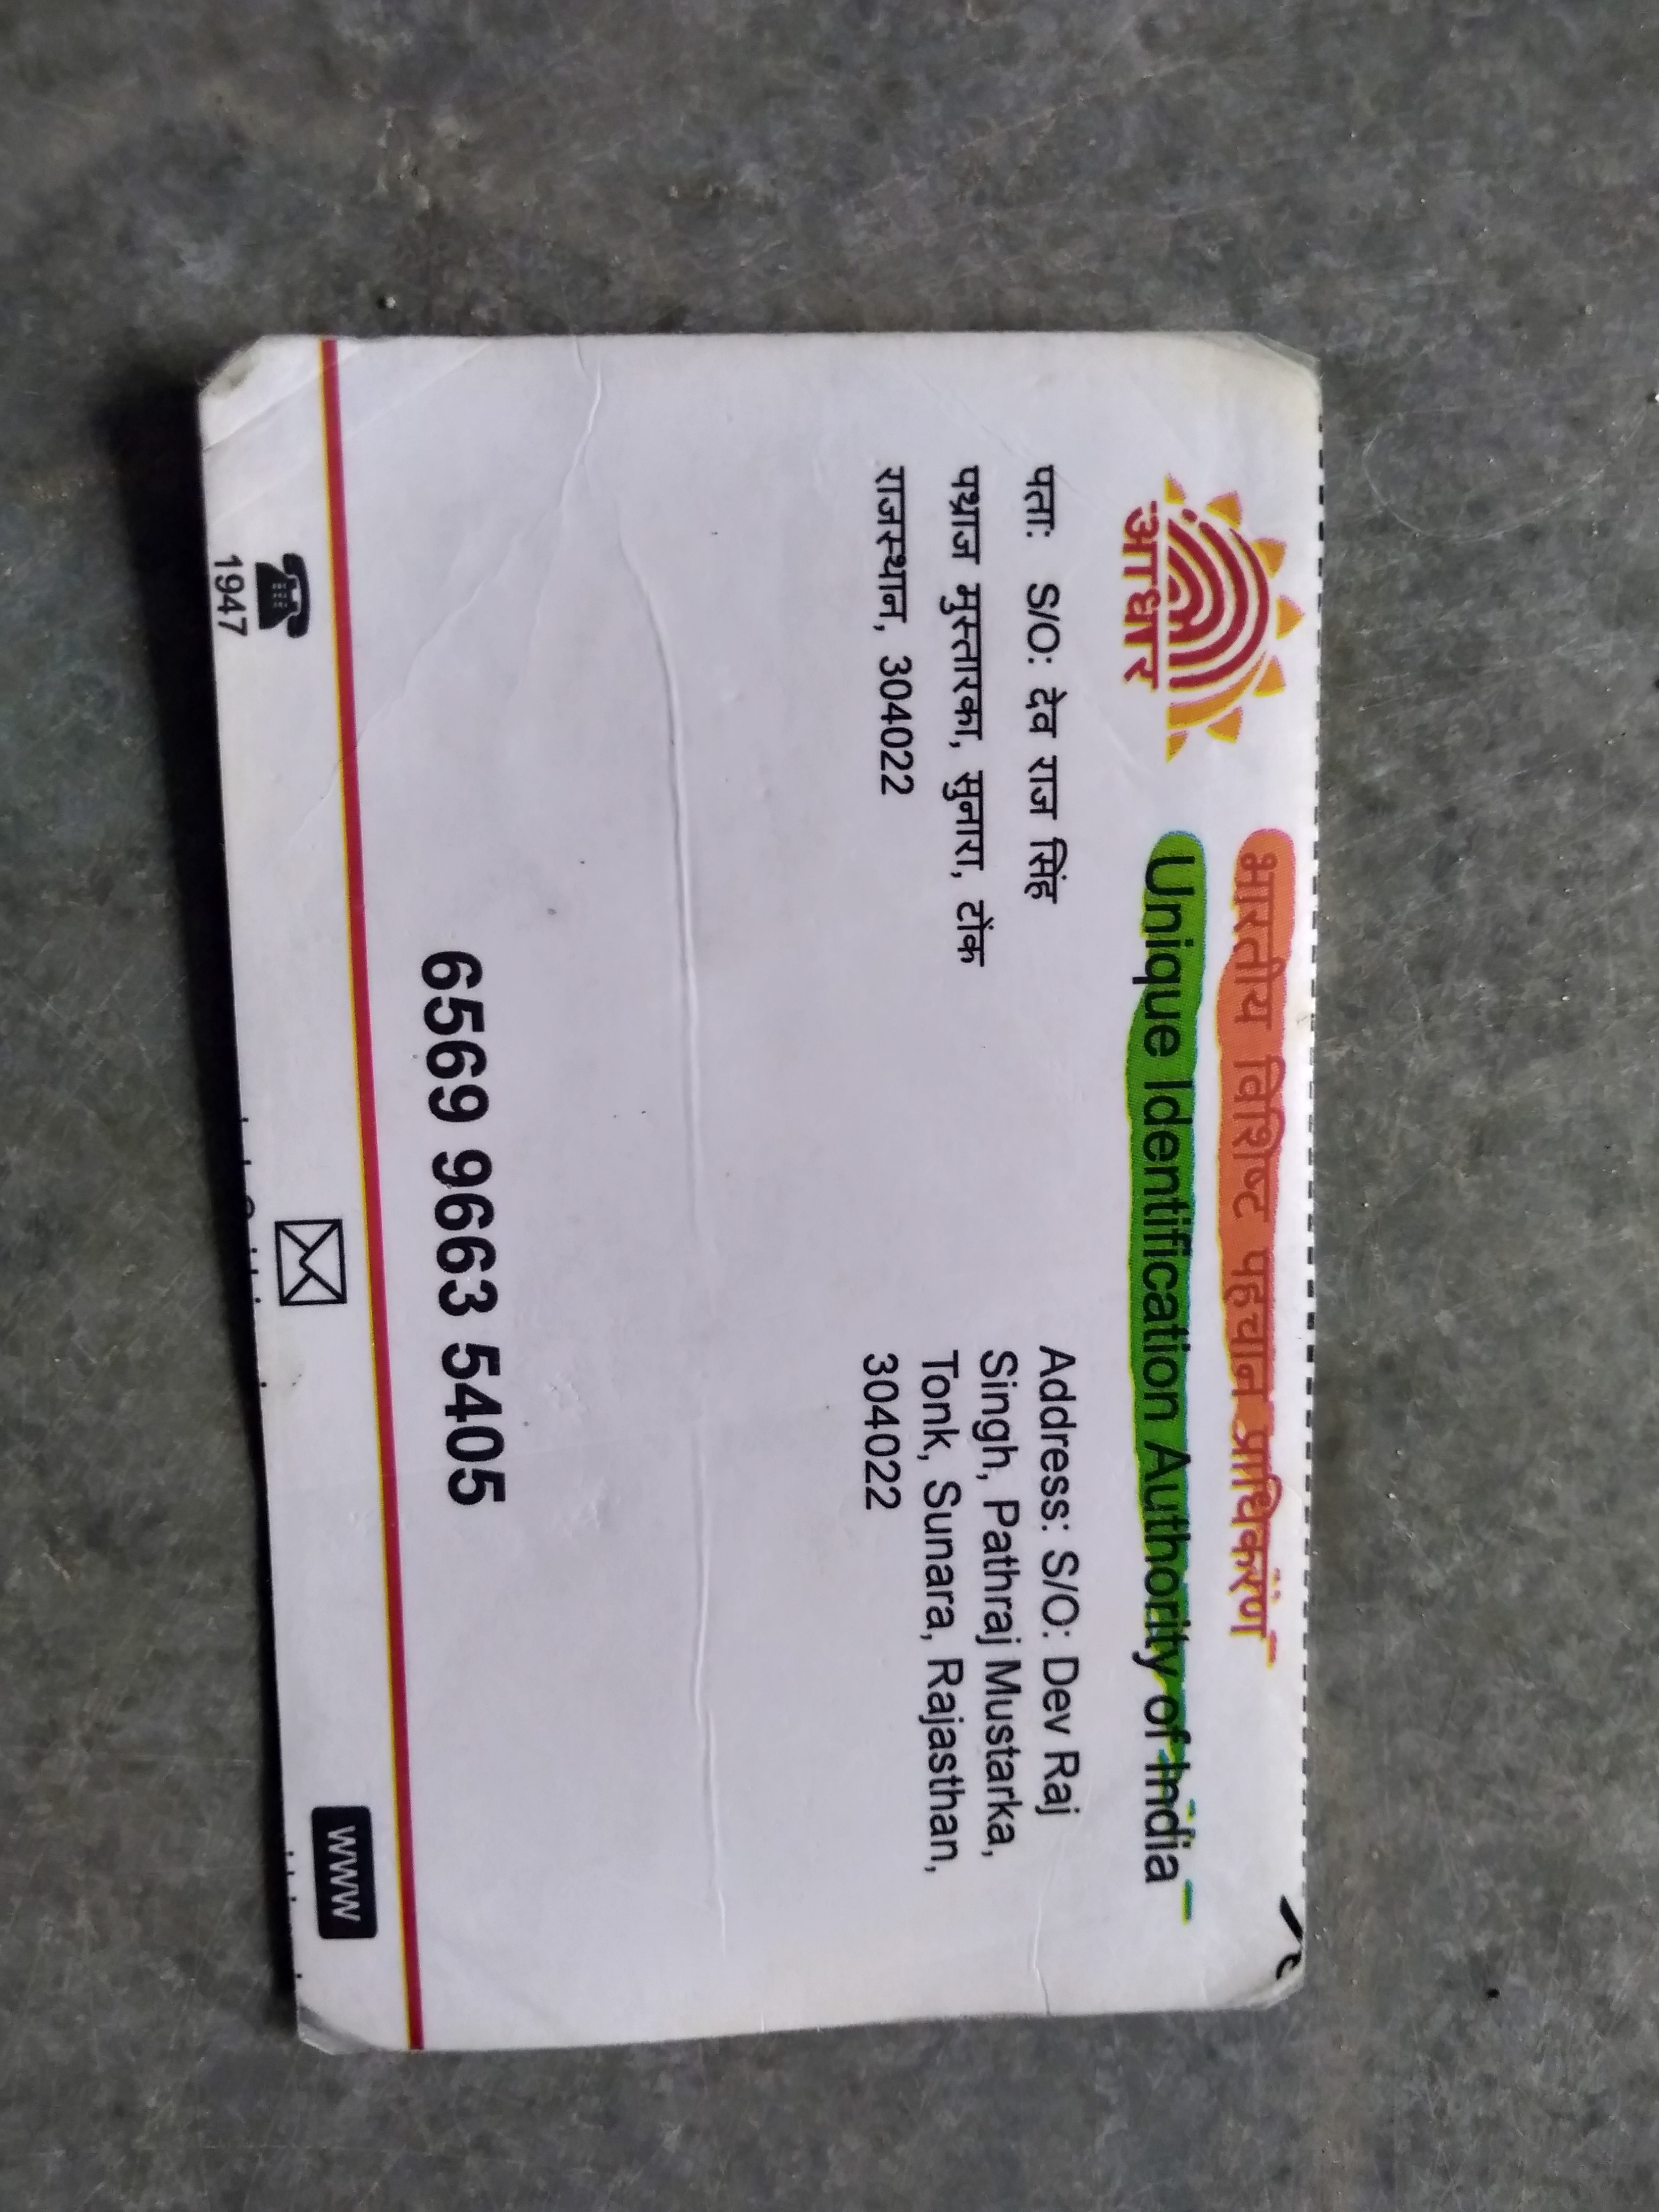 भारतीय विशिष्ट पहचान प्राधिकरण
Unique Identification Authority of India
आधार
पता: S/O: देव राज सिंह
पथ्राज मुस्तारका, सुनारा, टोंक
राजस्थान, 304022
Address: S/O: Dev Raj
Singh, Pathraj Mustarka,
Tonk, Sunara, Rajasthan,
304022
6569 9663 5405
1947
www